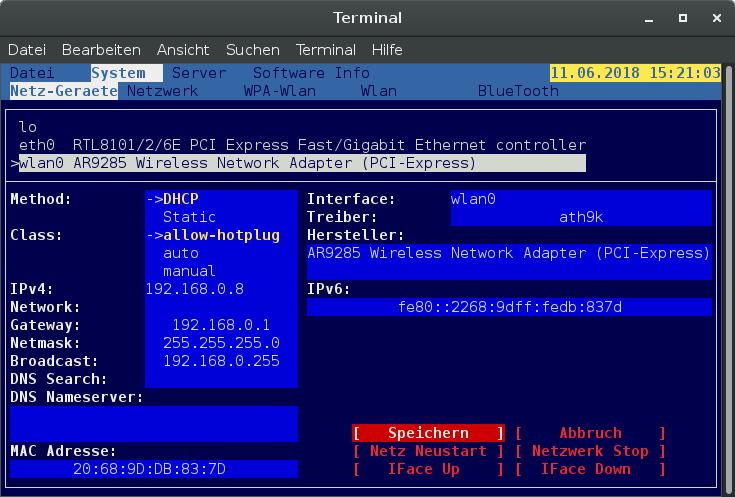 Terminal
Datei Bearbeiten Ansicht Suchen Terminal Hilfe
Datei System Server Software Info 11.06.2018 15:21:03
Netz-Geraete Netzwerk WPA-Wlan Wlan BlueTooth
lo
eth0 RTL8101/2/6E PCI Express Fast/Gigabit Ethernet controller
>wlan0 AR9285 Wireless Network Adapter (PCI-Express)
Method: ->DHCP Interface: wlan0
Static Treiber: ath9k
Class: ->allow-hotplug Hersteller:
auto AR9285 Wireless Network Adapter (PCI-Express)
manual
IPv4: 192.168.0.8 IPv6:
Network: fe80::2268:9dff:fedb:837d
Gateway: 192.168.0.1
Netmask: 255.255.255.0
Broadcast: 192.168.0.255
DNS Search:
DNS Nameserver:
[ Speichern ] [ Abbruch ]
MAC Adresse: [ Netz Neustart ] [ Netzwerk Stop ]
20:68:9D:DB:83:7D [ IFace Up ] [ IFace Down ]